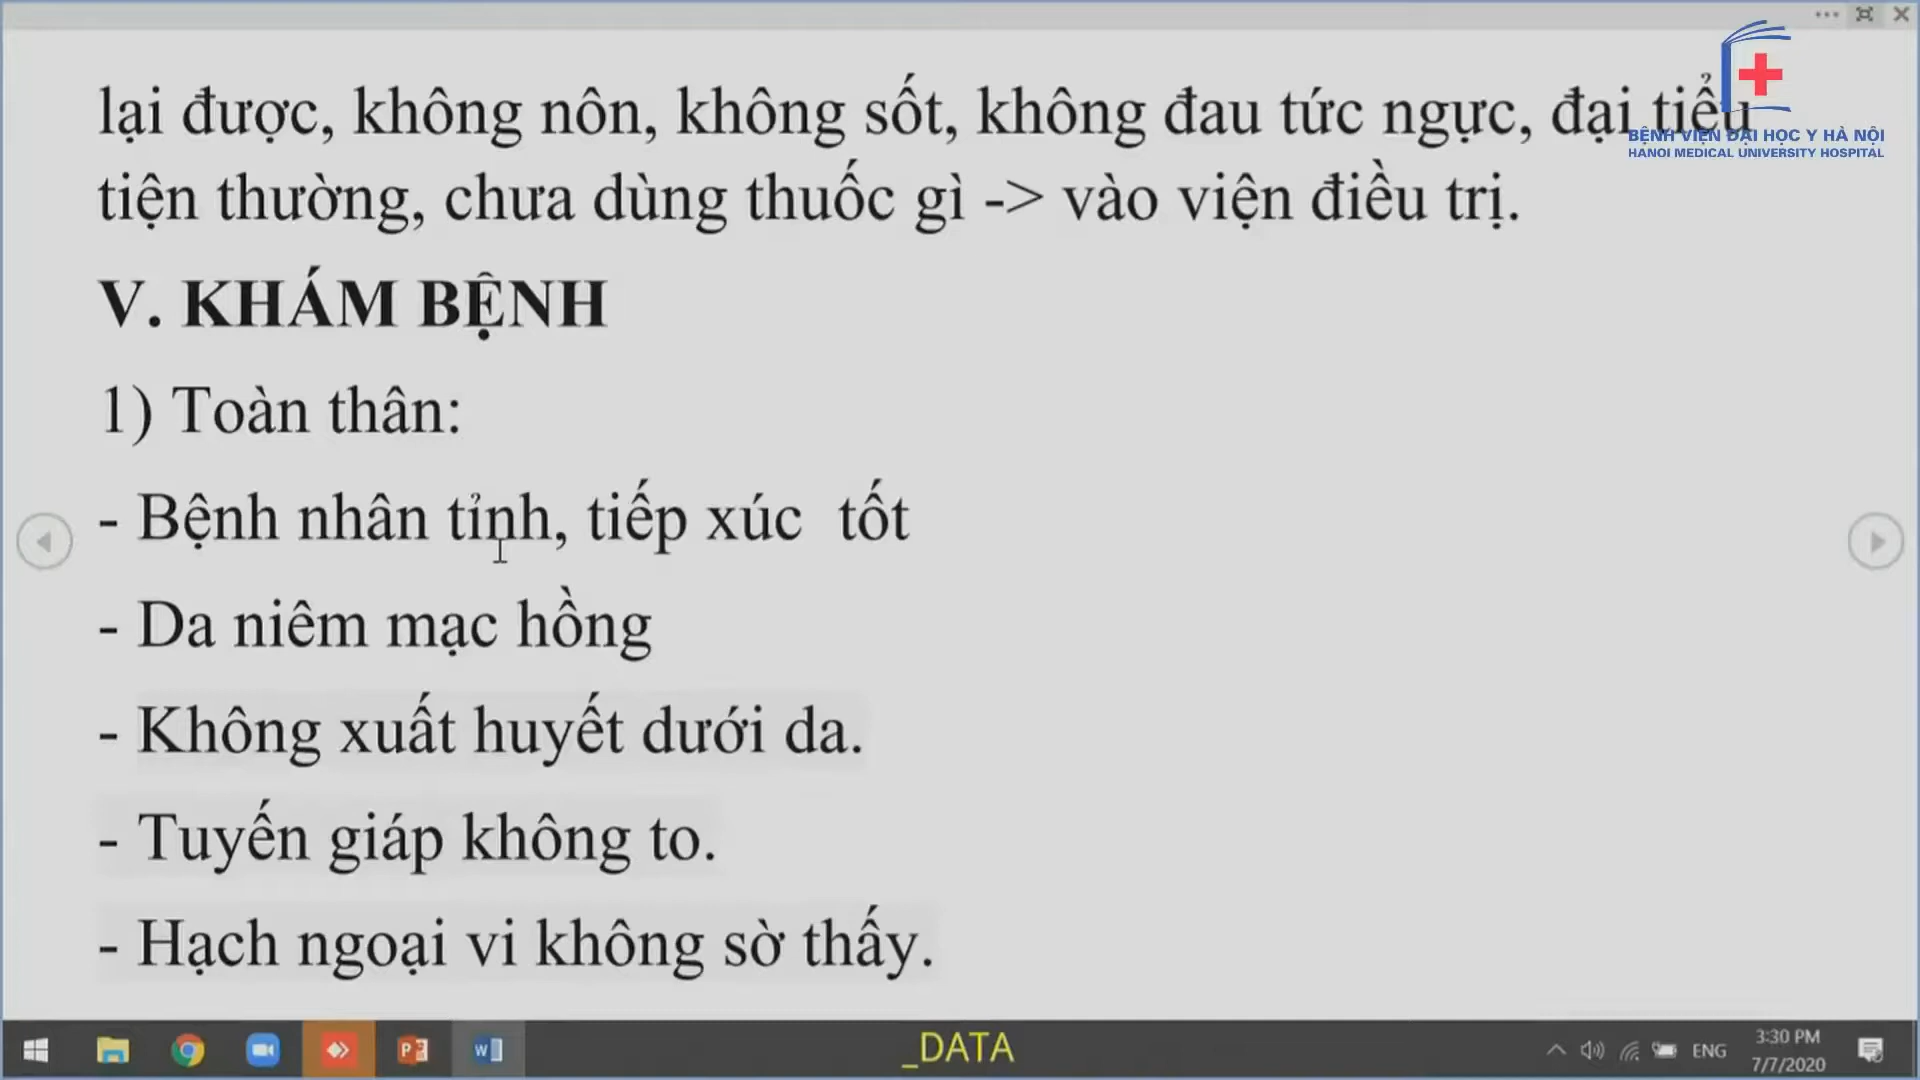 lại được, không nôn, không sốt, không đau tức ngực, đại tiểu
BỆNH VIỆN ĐẠI HỌC Y HÀ NỘI
HANOI MEDICAL UNIVERSITY HOSPITAL
tiện thường, chưa dùng thuốc gì -> vào viện điều trị.
V. KHÁM BỆNH
1) Toàn thân:
- Bệnh nhân tỉnh, tiếp xúc  tốt
- Da niêm mạc hồng
- Không xuất huyết dưới da.
- Tuyến giáp không to.
- Hạch ngoại vi không sờ thấy.
_DATA
ENG
3:30 PM
7/7/2020